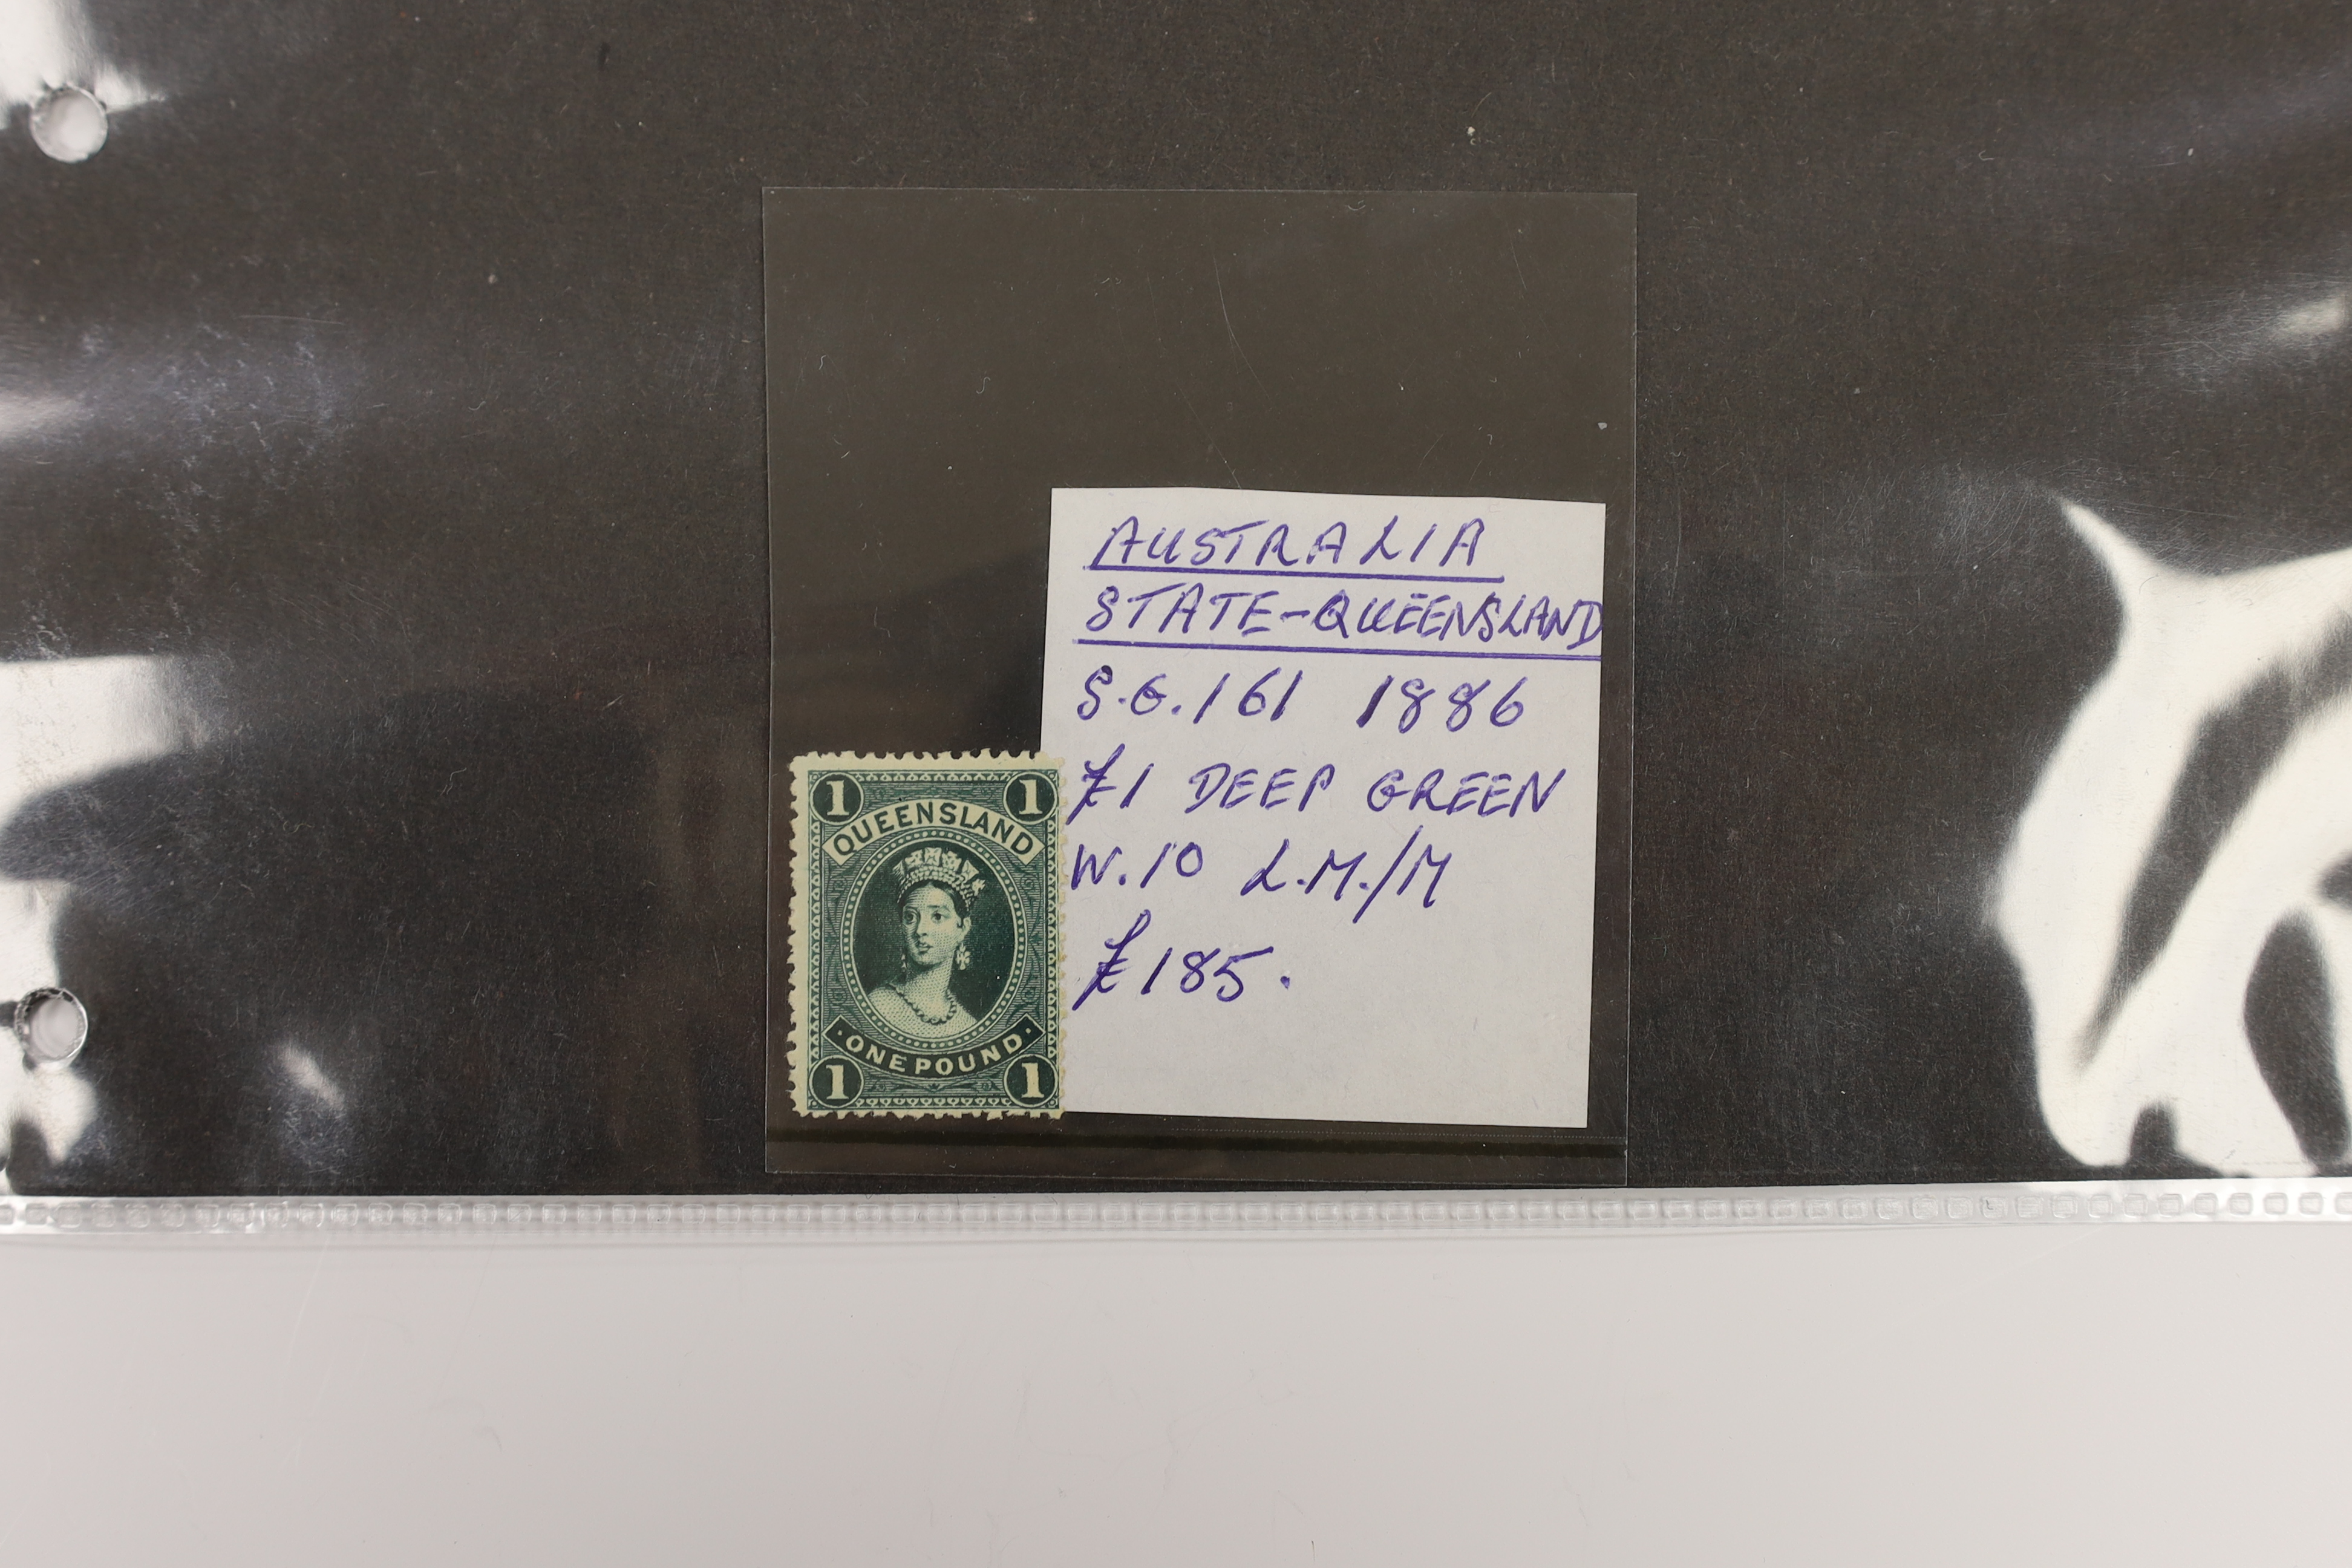 AUSTRALIA
STATE-QUEENSLAND
S.G.161 1886
£1 DEEP GREEN
W.10 L.M./M
£185.
1 1
QUEENSLAND
·ONE POUND·
1 1